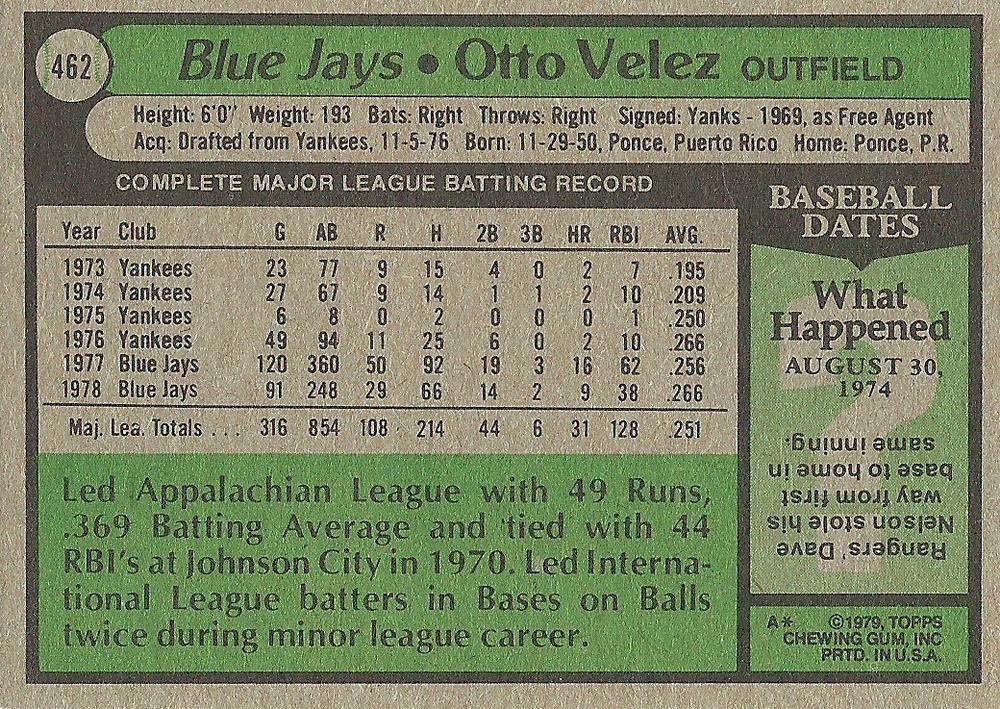 462
Blue Jays • Otto Velez OUTFIELD
Height: 6'0" Weight: 193 Bats: Right Throws: Right Signed: Yanks - 1969, as Free Agent
Acq: Drafted from Yankees, 11-5-76 Born: 11-29-50, Ponce, Puerto Rico Home: Ponce, P.R.
COMPLETE MAJOR LEAGUE BATTING RECORD
Year Club G AB R H 2B 3B HR RBI AVG.
1973 Yankees 23 77 9 15 4 0 2 7 .195
1974 Yankees 27 67 9 14 1 1 2 10 .209
1975 Yankees 6 8 0 2 0 0 0 1 .250
1976 Yankees 49 94 11 25 6 0 2 10 .266
1977 Blue Jays 120 360 50 92 19 3 16 62 .256
1978 Blue Jays 91 248 29 66 14 2 9 38 .266
Maj. Lea. Totals . . . 316 854 108 214 44 6 31 128 .251
Led Appalachian League with 49 Runs,
.369 Batting Average and tied with 44
RBI's at Johnson City in 1970. Led Interna-
tional League batters in Bases on Balls
twice during minor league career.
BASEBALL
DATES
What
Happened
AUGUST 30,
1974
Rangers' Dave
Nelson stole his
way from first
base to home in
same inning.
A* ©1979, TOPPS
CHEWING GUM, INC
PRTD. IN U.S.A.